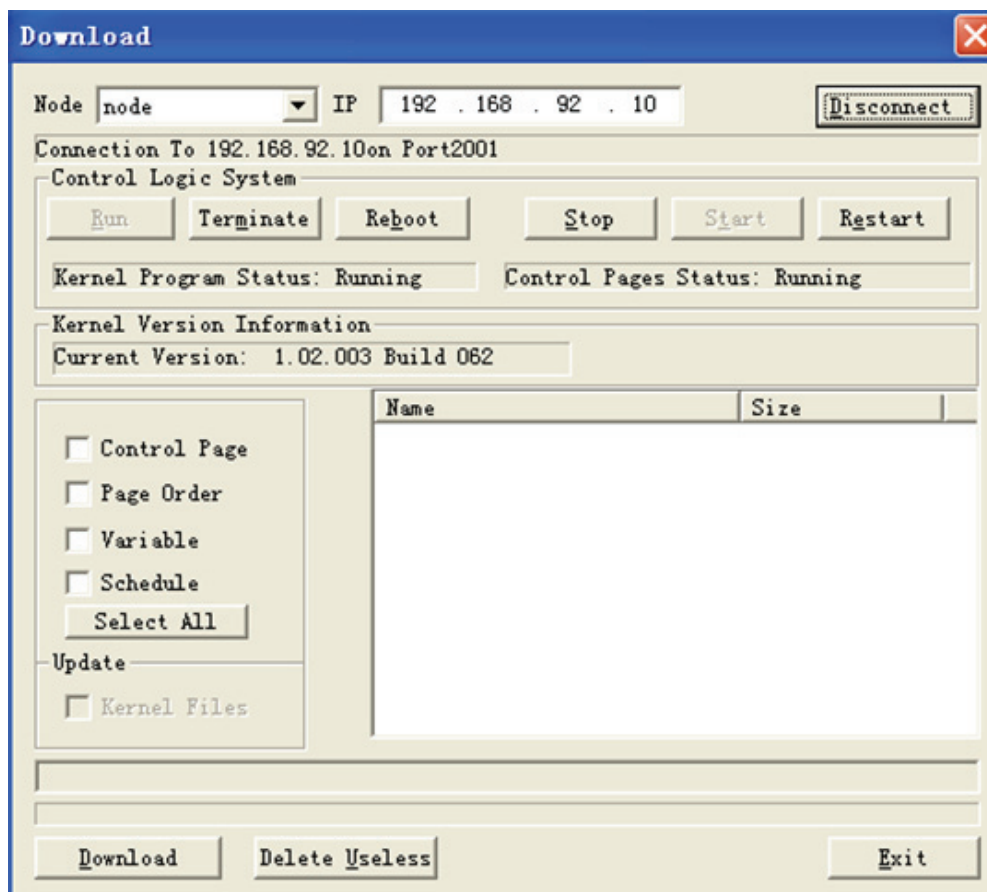 Download
Node node IP 192 . 168 . 92 . 10 Disconnect
Connection To 192.168.92.10on Port2001
Control Logic System
Run Terminate Reboot Stop Start Restart
Kernel Program Status: Running Control Pages Status: Running
Kernel Version Information
Current Version: 1.02.003 Build 062
Name Size
Control Page
Page Order
Variable
Schedule
Select All
Update
Kernel Files
Download Delete Useless Exit